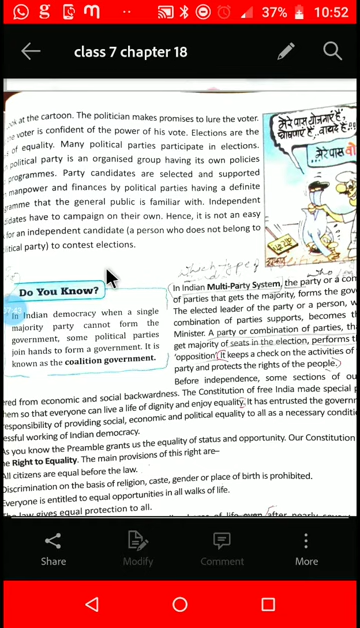 37% 10:52
class 7 chapter 18
ook at the cartoon. The politician makes promises to lure the voter.
he voter is confident of the power of his vote. Elections are the
s of equality. Many political parties participate in elections.
political party is an organised group having its own policies
programmes. Party candidates are selected and supported
manpower and finances by political parties having a definite
gramme that the general public is familiar with. Independent
idates have to campaign on their own. Hence, it is not an easy
for an independent candidate (a person who does not belong to
itical party) to contest elections.
मेरे पास
मेरे पास
Do You Know?
In Indian democracy when a single
majority party cannot form the
government, some political parties
join hands to form a government. It is
known as the coalition government.
In Indian Multi-Party System, the party or a com
of parties that gets the majority, forms the gove
The elected leader of the party or a person, w
combination of parties supports, becomes th
Minister. A party or combination of parties, tha
get majority of seats in the election, performs th
'opposition'. It keeps a check on the activities of
party and protects the rights of the people.
Before independence, some sections of ou
ered from economic and social backwardness. The Constitution of free India made special p
hem so that everyone can live a life of dignity and enjoy equality. It has entrusted the governm
responsibility of providing social, economic and political equality to all as a necessary conditio
essful working of Indian democracy.
As you know the Preamble grants us the equality of status and opportunity. Our Constitution
he Right to Equality. The main provisions of this right are–
All citizens are equal before the law.
Discrimination on the basis of religion, caste, gender or place of birth is prohibited.
Everyone is entitled to equal opportunities in all walks of life.
The law gives equal protection to all.
Share Modify Comment More